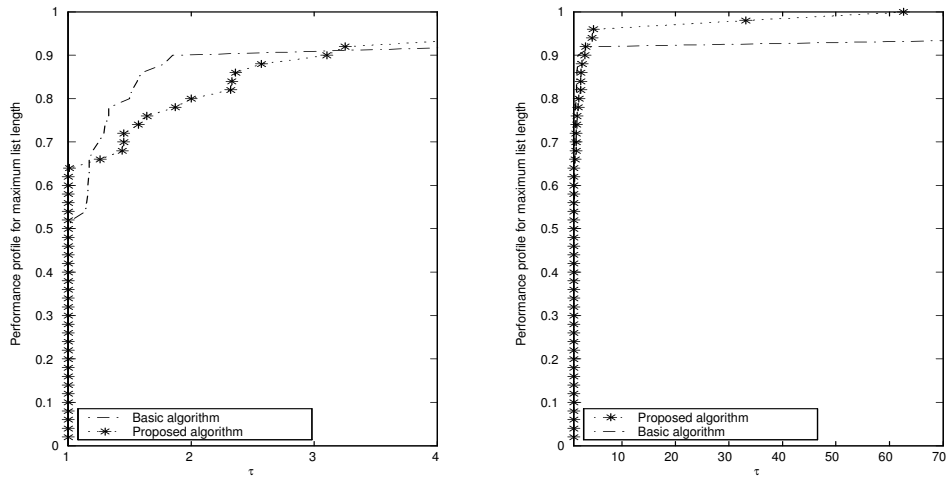 Performance profile for maximum list length
1
0.9
0.8
0.7
0.6
0.5
0.4
0.3
0.2
0.1
0
Basic algorithm
Proposed algorithm
1 2 3 4
τ
Performance profile for maximum list length
1
0.9
0.8
0.7
0.6
0.5
0.4
0.3
0.2
0.1
0
Proposed algorithm
Basic algorithm
10 20 30 40 50 60 70
τ